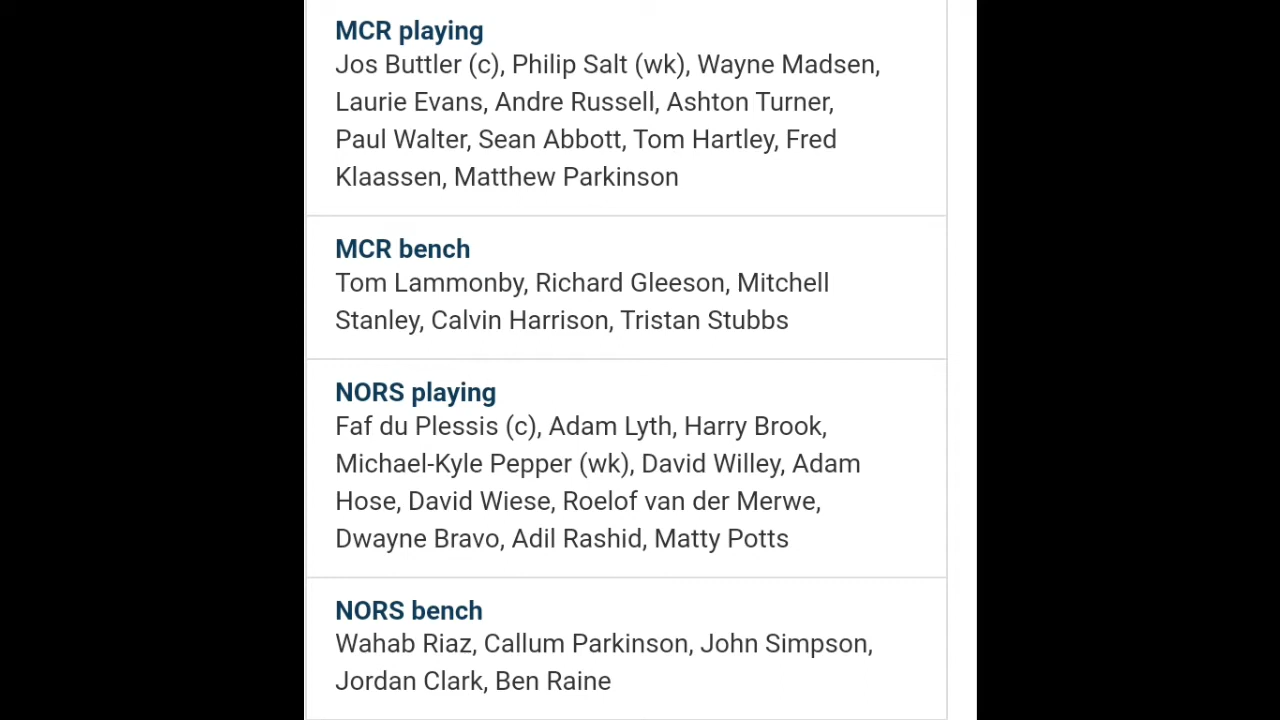 MCR playing
Jos Buttler (c), Philip Salt (wk), Wayne Madsen,
Laurie Evans, Andre Russell, Ashton Turner,
Paul Walter, Sean Abbott, Tom Hartley, Fred
Klaassen, Matthew Parkinson
MCR bench
Tom Lammonby, Richard Gleeson, Mitchell
Stanley, Calvin Harrison, Tristan Stubbs
NORS playing
Faf du Plessis (c), Adam Lyth, Harry Brook,
Michael-Kyle Pepper (wk), David Willey, Adam
Hose, David Wiese, Roelof van der Merwe,
Dwayne Bravo, Adil Rashid, Matty Potts
NORS bench
Wahab Riaz, Callum Parkinson, John Simpson,
Jordan Clark, Ben Raine